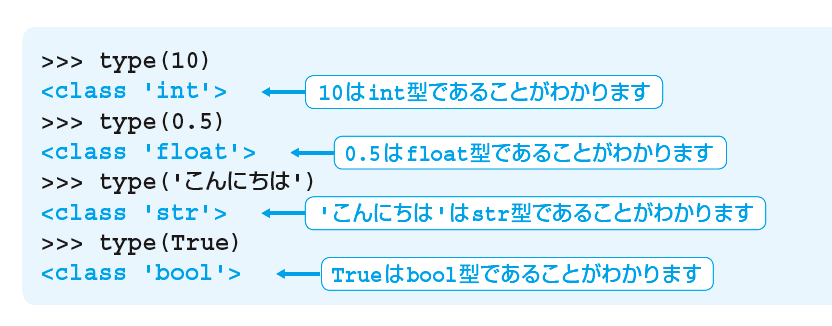 >>> type(10)
<class 'int'> 10はint型であることがわかります
>>> type(0.5)
<class 'float'> 0.5はfloat型であることがわかります
>>> type('こんにちは')
<class 'str'> 'こんにちは'はstr型であることがわかります
>>> type(True)
<class 'bool'> Trueはbool型であることがわかります